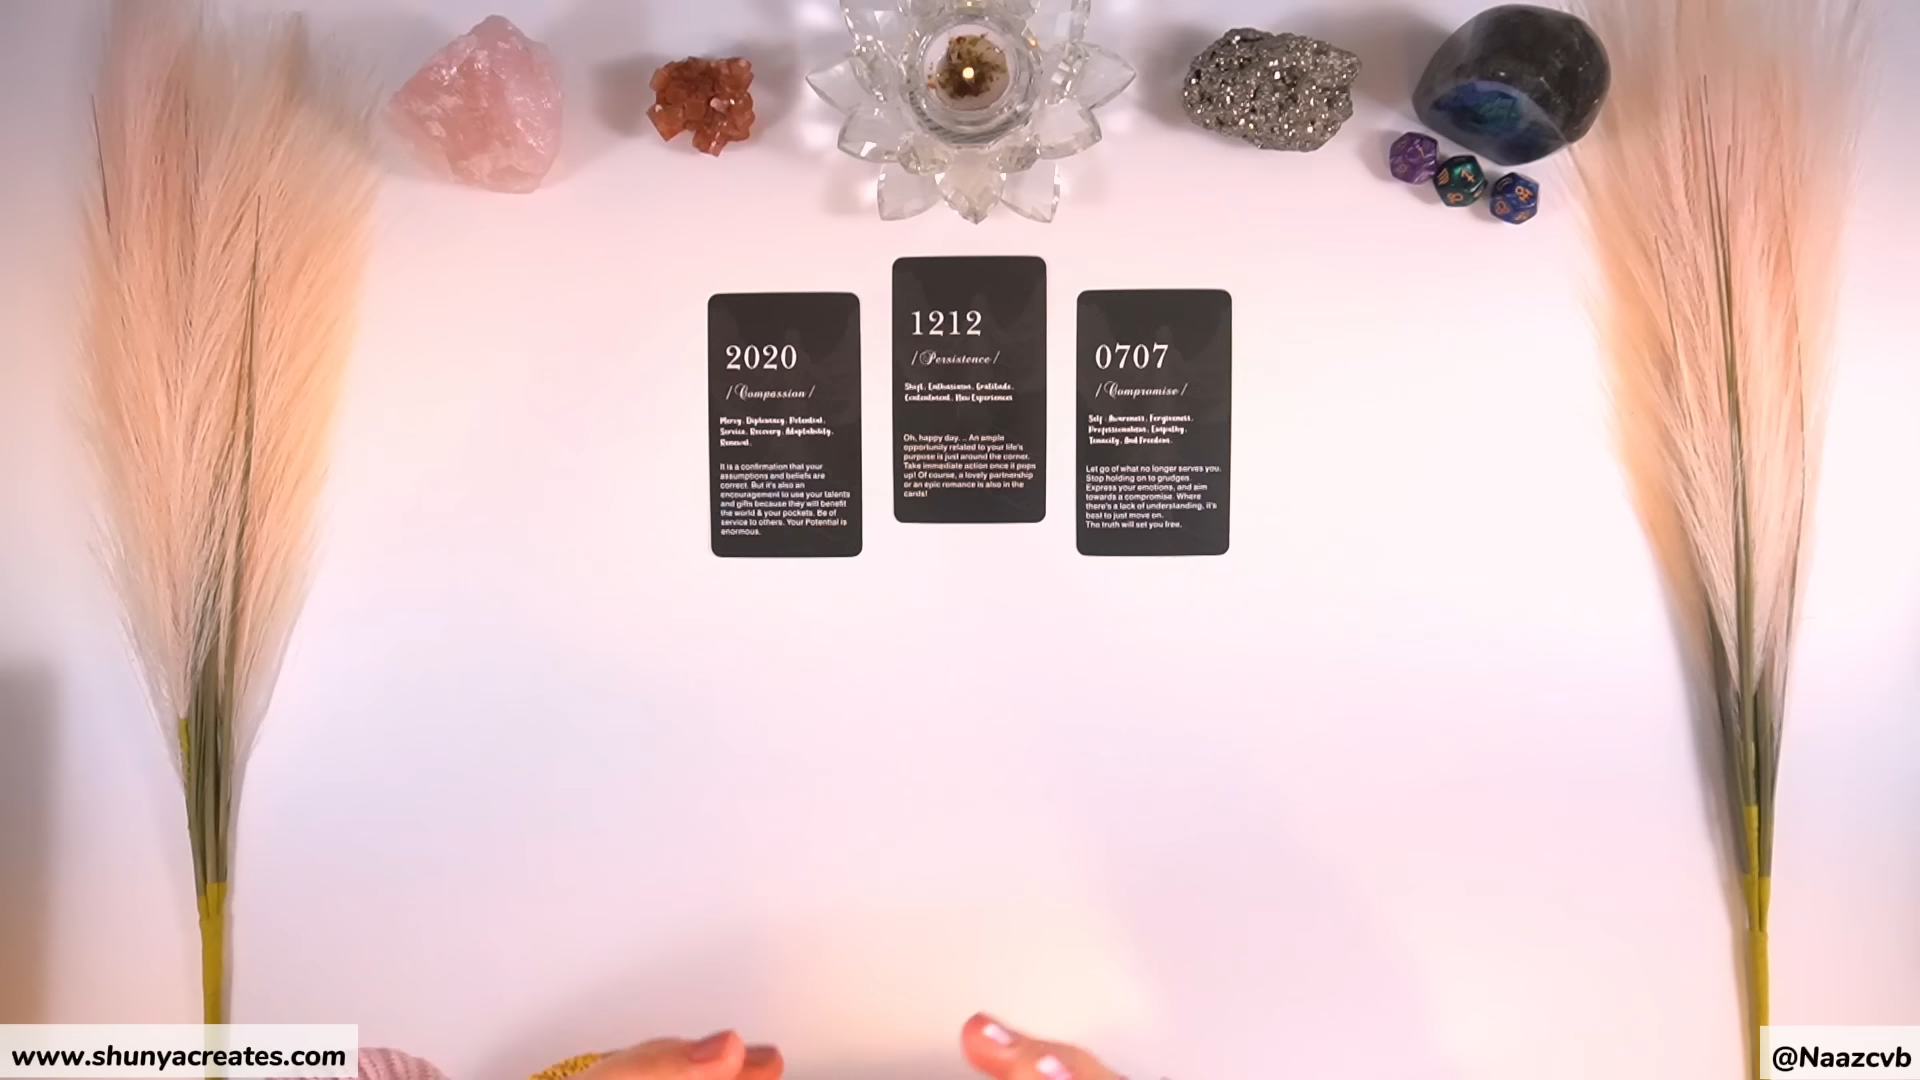 2020
/Compassion/
Mercy, Diplomacy, Potential,
Service, Recovery, Adaptability,
Renewal,
It is a confirmation that your
assumptions and beliefs are
correct. But it's also an
encouragement to use your talents
and gifts because they will benefit
the world & your pockets. Be of
service to others. Your Potential is
enormous.
1212
/Persistence/
Shift, Enthusiasm, Gratitude,
Contentment, New Experiences
Oh, happy day. .. An ample
opportunity related to your life's
purpose is just around the corner.
Take immediate action once it pops
up! Of course, a lovely partnership
or an epic romance is also in the
cards!
0707
/Compromise/
Self - Awareness, Forgiveness,
Professionalism, Empathy,
Tenacity, And Freedom.
Let go of what no longer serves you.
Stop holding on to grudges.
Express your emotions, and aim
towards a compromise. Where
there's a lack of understanding, it's
best to just move on.
The truth will set you free.
www.shunyacreates.com
@Naazcvb